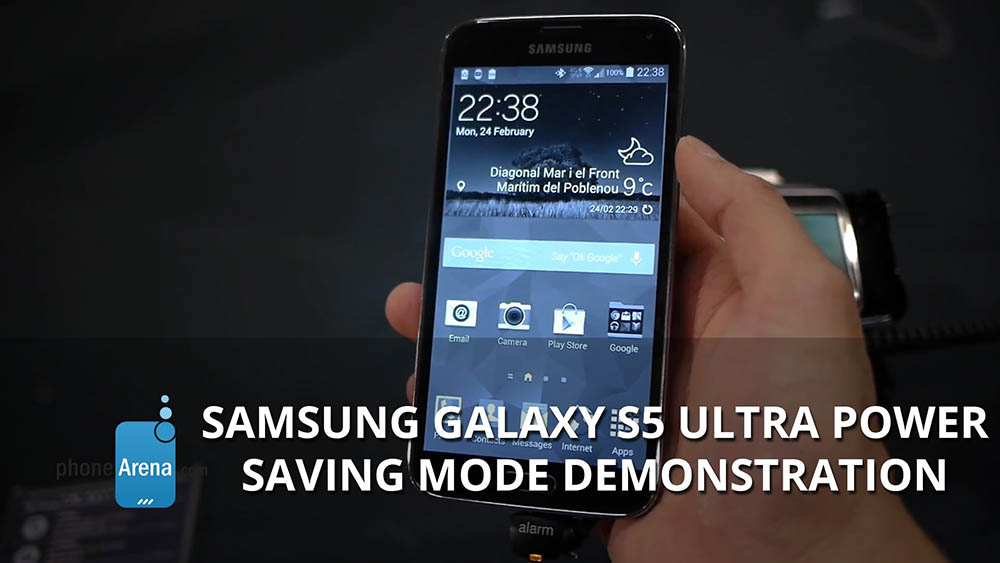 SAMSUNG
100% 22:38
22:38
Mon, 24 February
Diagonal Mar i el Front
Marítim del Poblenou 9°C
24/02 22:29
Google Say "Ok Google"
Email Camera Play Store Google
Contacts Messages Internet Apps
SAMSUNG GALAXY S5 ULTRA POWER
SAVING MODE DEMONSTRATION
phoneArena.com
alarm